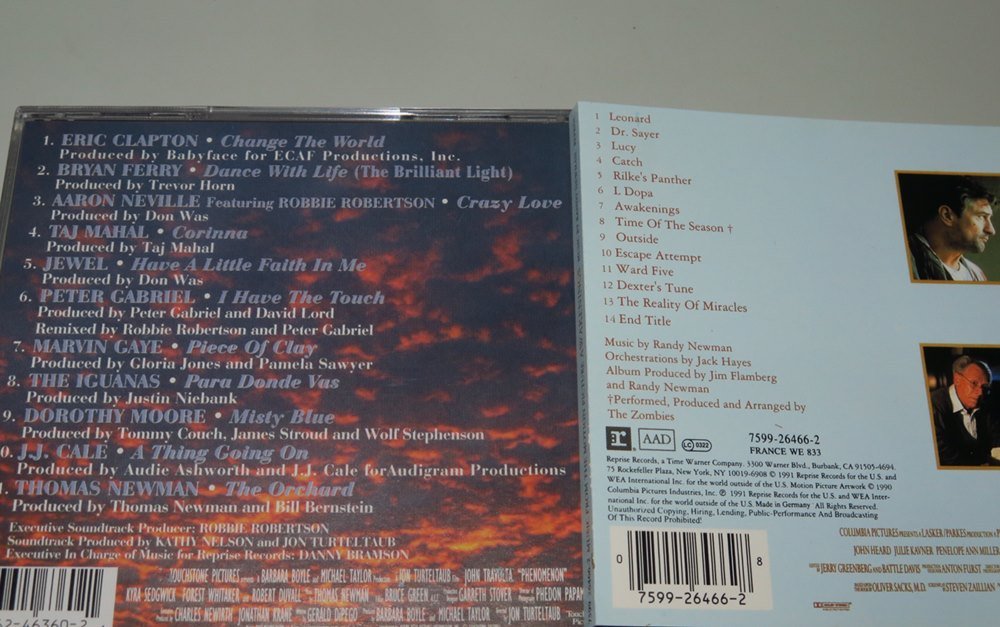 1. ERIC CLAPTON • Change The World
Produced by Babyface for ECAF Productions, Inc.
2. BRYAN FERRY • Dance With Life (The Brilliant Light)
Produced by Trevor Horn
3. AARON NEVILLE Featuring ROBBIE ROBERTSON • Crazy Love
Produced by Don Was
4. TAJ MAHAL • Corinna
Produced by Taj Mahal
5. JEWEL • Have A Little Faith In Me
Produced by Don Was
6. PETER GABRIEL • I Have The Touch
Produced by Peter Gabriel and David Lord
Remixed by Robbie Robertson and Peter Gabriel
7. MARVIN GAYE • Piece Of Clay
Produced by Gloria Jones and Pamela Sawyer
8. THE IGUANAS • Para Donde Vas
Produced by Justin Niebank
9. DOROTHY MOORE • Misty Blue
Produced by Tommy Couch, James Stroud and Wolf Stephenson
0. J.J. CALE • A Thing Going On
Produced by Audie Ashworth and J.J. Cale forAudigram Productions
1. THOMAS NEWMAN • The Orchard
Produced by Thomas Newman and Bill Bernstein
Executive Soundtrack Producer: ROBBIE ROBERTSON
Soundtrack Produced by KATHY NELSON and JON TURTELTAUB
Executive In Charge of Music for Reprise Records: DANNY BRAMSON
TOUCHSTONE PICTURES BARBARA BOYLE and MICHAEL TAYLOR JON TURTELTAUB JOHN TRAVOLTA "PHENOMENON"
KYRA SEDGWICK FOREST WHITAKER and ROBERT DUVALL THOMAS NEWMAN BRUCE GREEN GARRETH STOVER PHEDON PAPAM
CHARLES NEWIRTH JONATHAN KRANE GERALD DIPEGO BARBARA BOYLE and MICHAEL TAYLOR JON TURTELTAUB
62-46360-2
1 Leonard
2 Dr. Sayer
3 Lucy
4 Catch
5 Rilke's Panther
6 L Dopa
7 Awakenings
8 Time Of The Season †
9 Outside
10 Escape Attempt
11 Ward Five
12 Dexter's Tune
13 The Reality Of Miracles
14 End Title
Music by Randy Newman
Orchestrations by Jack Hayes
Album Produced by Jim Flamberg
and Randy Newman
†Performed, Produced and Arranged by
The Zombies
r AAD LC 0322
7599-26466-2
FRANCE WE 833
Reprise Records, a Time Warner Company. 3300 Warner Blvd., Burbank, CA 91505-4694.
75 Rockefeller Plaza, New York, NY 10019-6908 © 1991 Reprise Records for the U.S. and
WEA International Inc. for the world outside of the U.S. Motion Picture Artwork © 1990
Columbia Pictures Industries, Inc. ℗ 1991 Reprise Records for the U.S. and WEA Inter-
national Inc. for the world outside of the U.S. Made in Germany. All Rights Reserved.
Unauthorized Copying, Hiring, Lending, Public-Performance And Broadcasting
Of This Record Prohibited!
0 8
7599-26466-2
COLUMBIA PICTURES PRESENTS A LASKER/PARKES PRODUCTION
JOHN HEARD JULIE KAVNER PENELOPE ANN MILLER
JERRY GREENBERG AND BATTLE DAVIS ANTON FURST
OLIVER SACKS, M.D. STEVEN ZAILLIAN